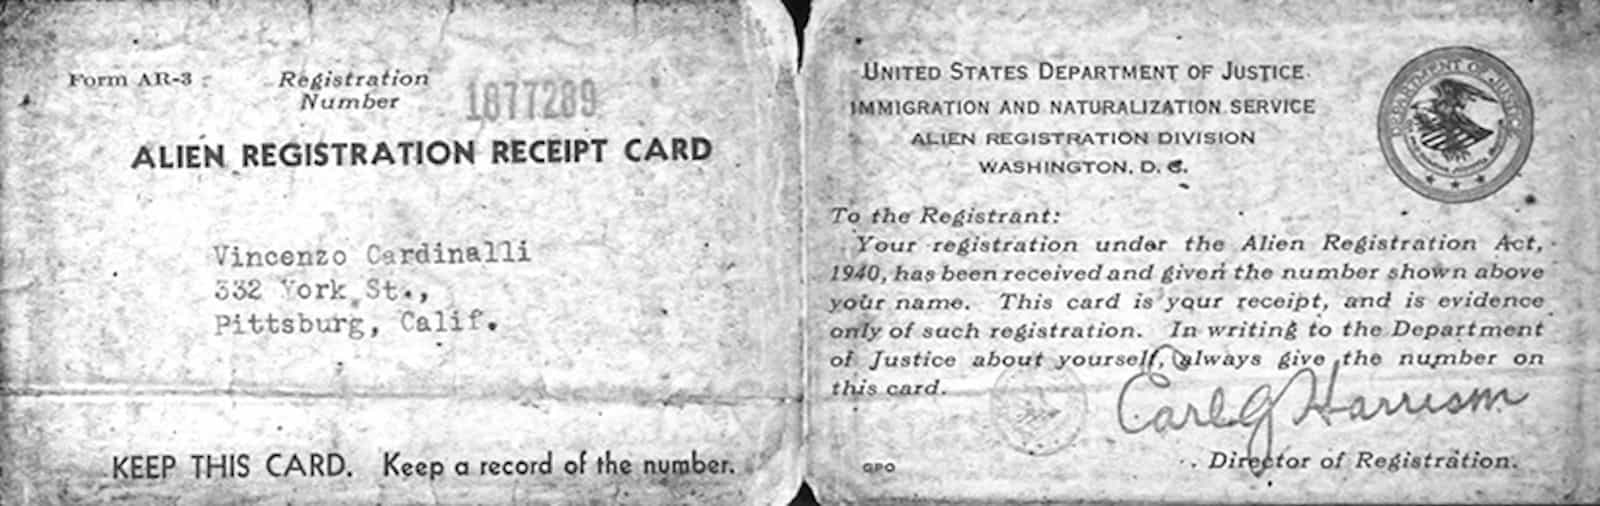 Form AR-3
Registration
Number
1877289
ALIEN REGISTRATION RECEIPT CARD
Vincenzo Cardinalli
332 York St.,
Pittsburg, Calif.
KEEP THIS CARD. Keep a record of the number.
UNITED STATES DEPARTMENT OF JUSTICE
IMMIGRATION AND NATURALIZATION SERVICE
ALIEN REGISTRATION DIVISION
WASHINGTON, D. C.
DEPARTMENT OF JUSTICE
To the Registrant:
Your registration under the Alien Registration Act,
1940, has been received and given the number shown above
your name. This card is your receipt, and is evidence
only of such registration. In writing to the Department
of Justice about yourself, always give the number on
this card.
Earl G Harrison
Director of Registration.
GPO